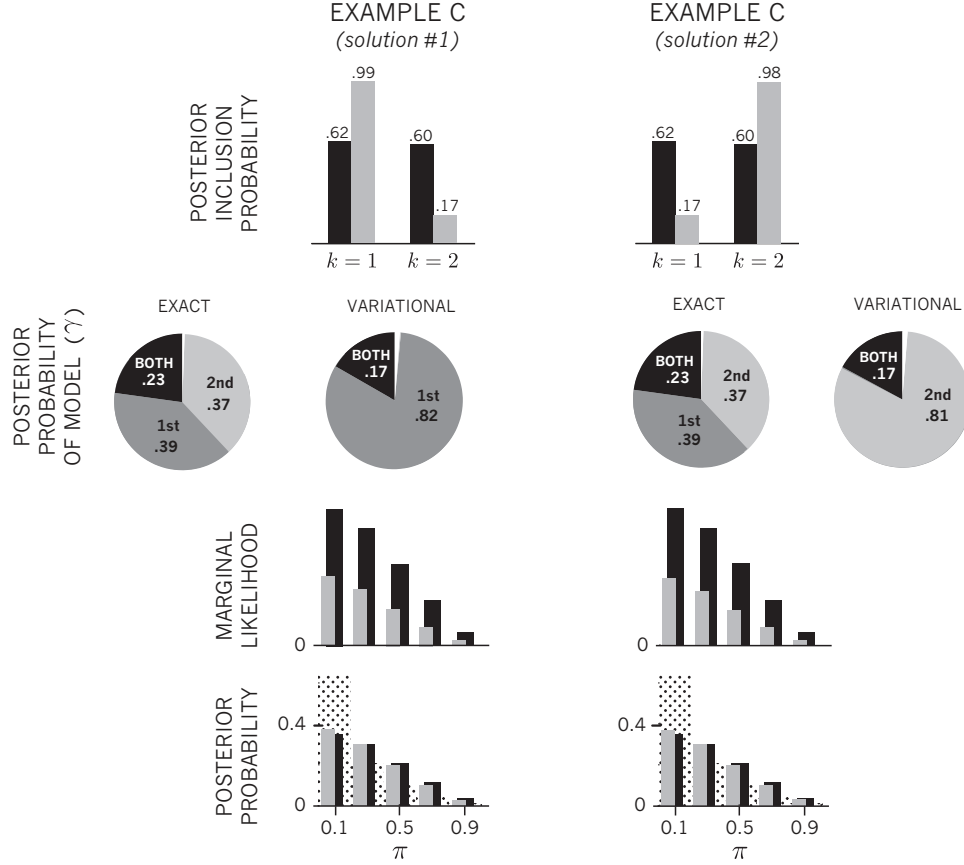 EXAMPLE C
(solution #1)
EXAMPLE C
(solution #2)
POSTERIOR
INCLUSION
PROBABILITY
.62
.99
.60
.17
k = 1
k = 2
.62
.17
.60
.98
k = 1
k = 2
POSTERIOR
PROBABILITY
OF MODEL (γ)
EXACT
BOTH
.23
2nd
.37
1st
.39
VARIATIONAL
BOTH
.17
1st
.82
EXACT
BOTH
.23
2nd
.37
1st
.39
VARIATIONAL
BOTH
.17
2nd
.81
MARGINAL
LIKELIHOOD
0
0
POSTERIOR
PROBABILITY
0.4
0
0.1
0.5
0.9
π
0.4
0
0.1
0.5
0.9
π